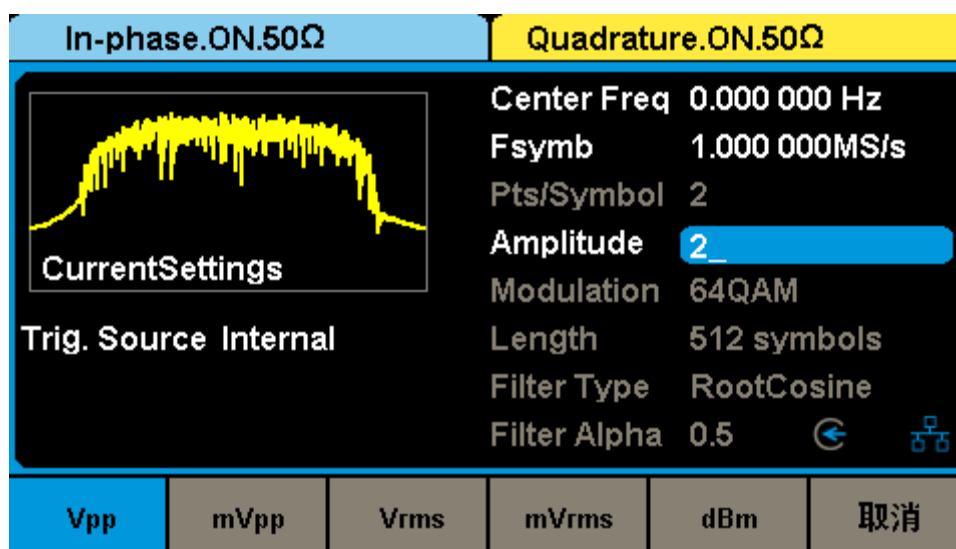 In-phase.ON.50Ω
Quadrature.ON.50Ω
CurrentSettings
Trig. Source Internal
Center Freq 0.000 000 Hz
Fsymb 1.000 000MS/s
Pts/Symbol 2
Amplitude 2_
Modulation 64QAM
Length 512 symbols
Filter Type RootCosine
Filter Alpha 0.5
Vpp mVpp Vrms mVrms dBm 取消